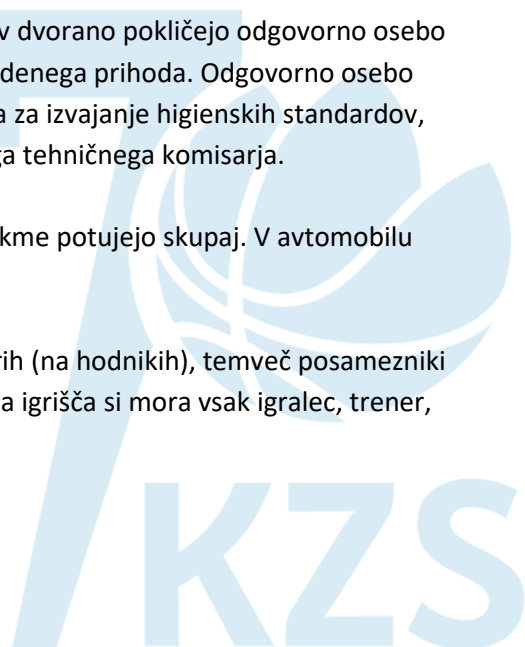 v dvorano pokličejo odgovorno osebo
denega prihoda. Odgovorno osebo
a za izvajanje higienskih standardov,
ga tehničnega komisarja.
kme potujejo skupaj. V avtomobilu
rih (na hodnikih), temveč posamezniki
a igrišča si mora vsak igralec, trener,
KZS